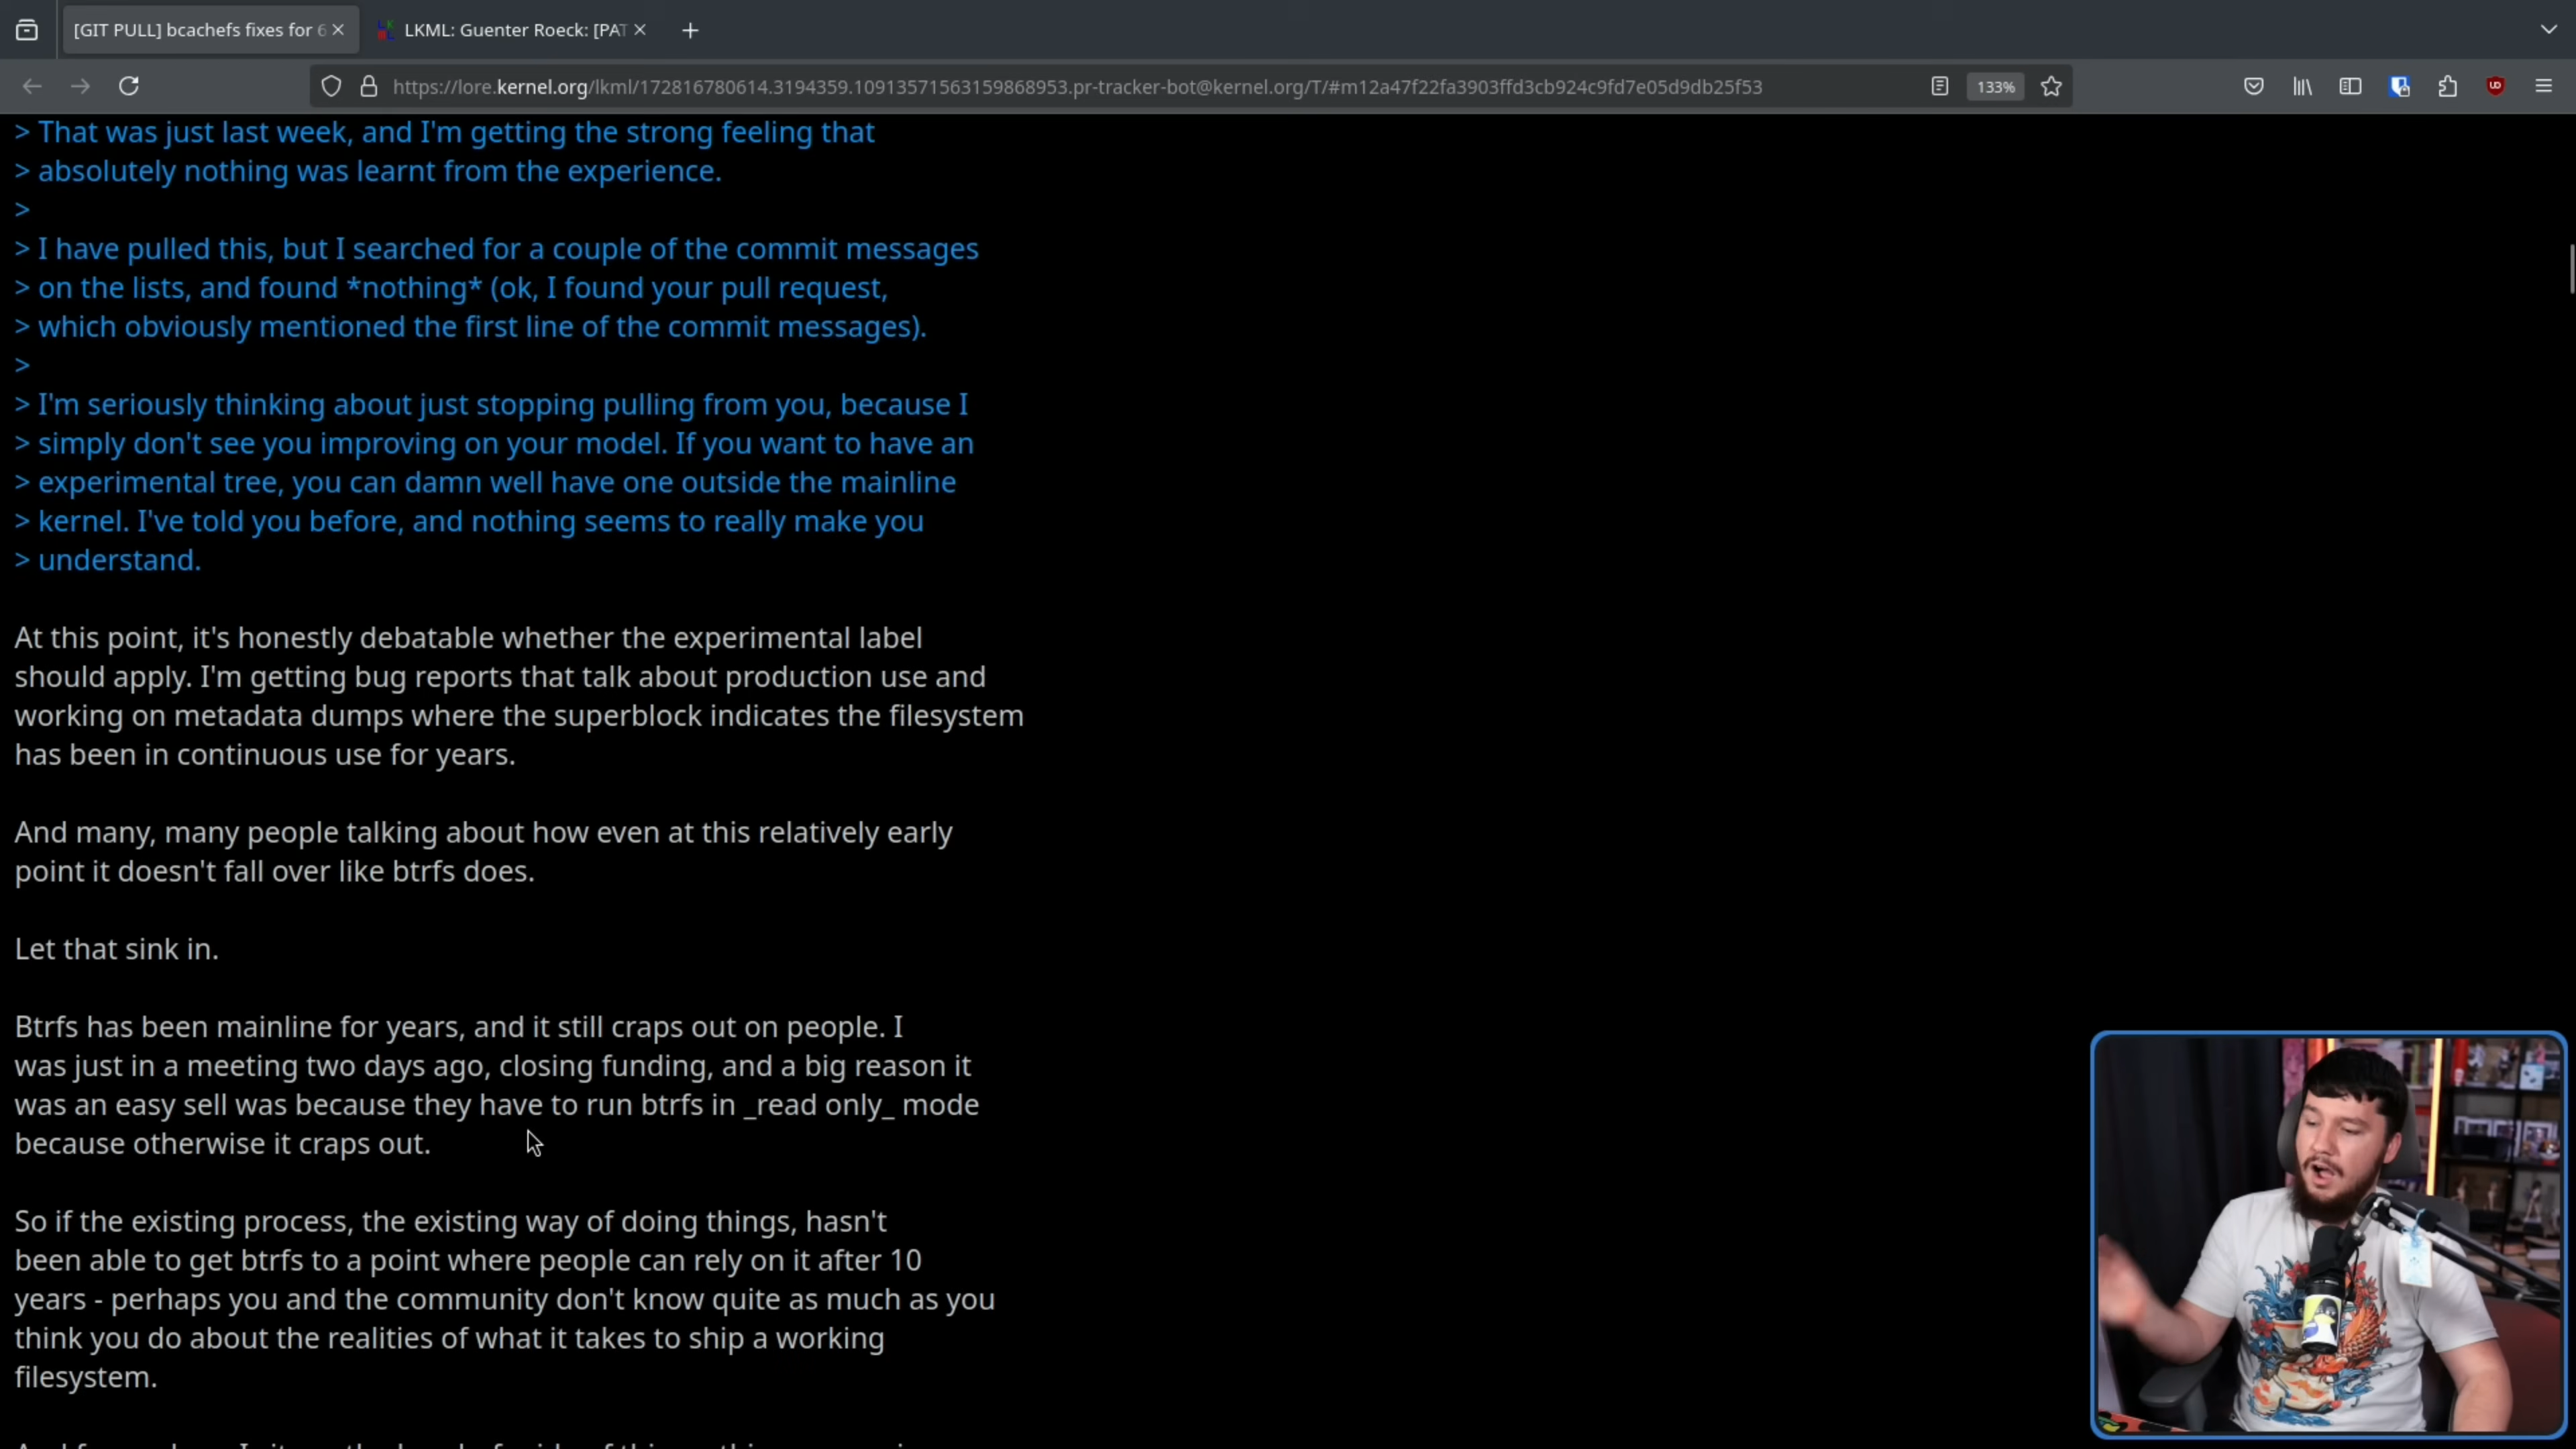 [GIT PULL] bcachefs fixes for 6
LKML: Guenter Roeck: [PAT
https://lore.kernel.org/lkml/172816780614.3194359.10913571563159868953.pr-tracker-bot@kernel.org/T/#m12a47f22fa3903ffd3cb924c9fd7e05d9db25f53
133%
> That was just last week, and I'm getting the strong feeling that
> absolutely nothing was learnt from the experience.
>
> I have pulled this, but I searched for a couple of the commit messages
> on the lists, and found *nothing* (ok, I found your pull request,
> which obviously mentioned the first line of the commit messages).
>
> I'm seriously thinking about just stopping pulling from you, because I
> simply don't see you improving on your model. If you want to have an
> experimental tree, you can damn well have one outside the mainline
> kernel. I've told you before, and nothing seems to really make you
> understand.
At this point, it's honestly debatable whether the experimental label
should apply. I'm getting bug reports that talk about production use and
working on metadata dumps where the superblock indicates the filesystem
has been in continuous use for years.
And many, many people talking about how even at this relatively early
point it doesn't fall over like btrfs does.
Let that sink in.
Btrfs has been mainline for years, and it still craps out on people. I
was just in a meeting two days ago, closing funding, and a big reason it
was an easy sell was because they have to run btrfs in _read only_ mode
because otherwise it craps out.
So if the existing process, the existing way of doing things, hasn't
been able to get btrfs to a point where people can rely on it after 10
years - perhaps you and the community don't know quite as much as you
think you do about the realities of what it takes to ship a working
filesystem.